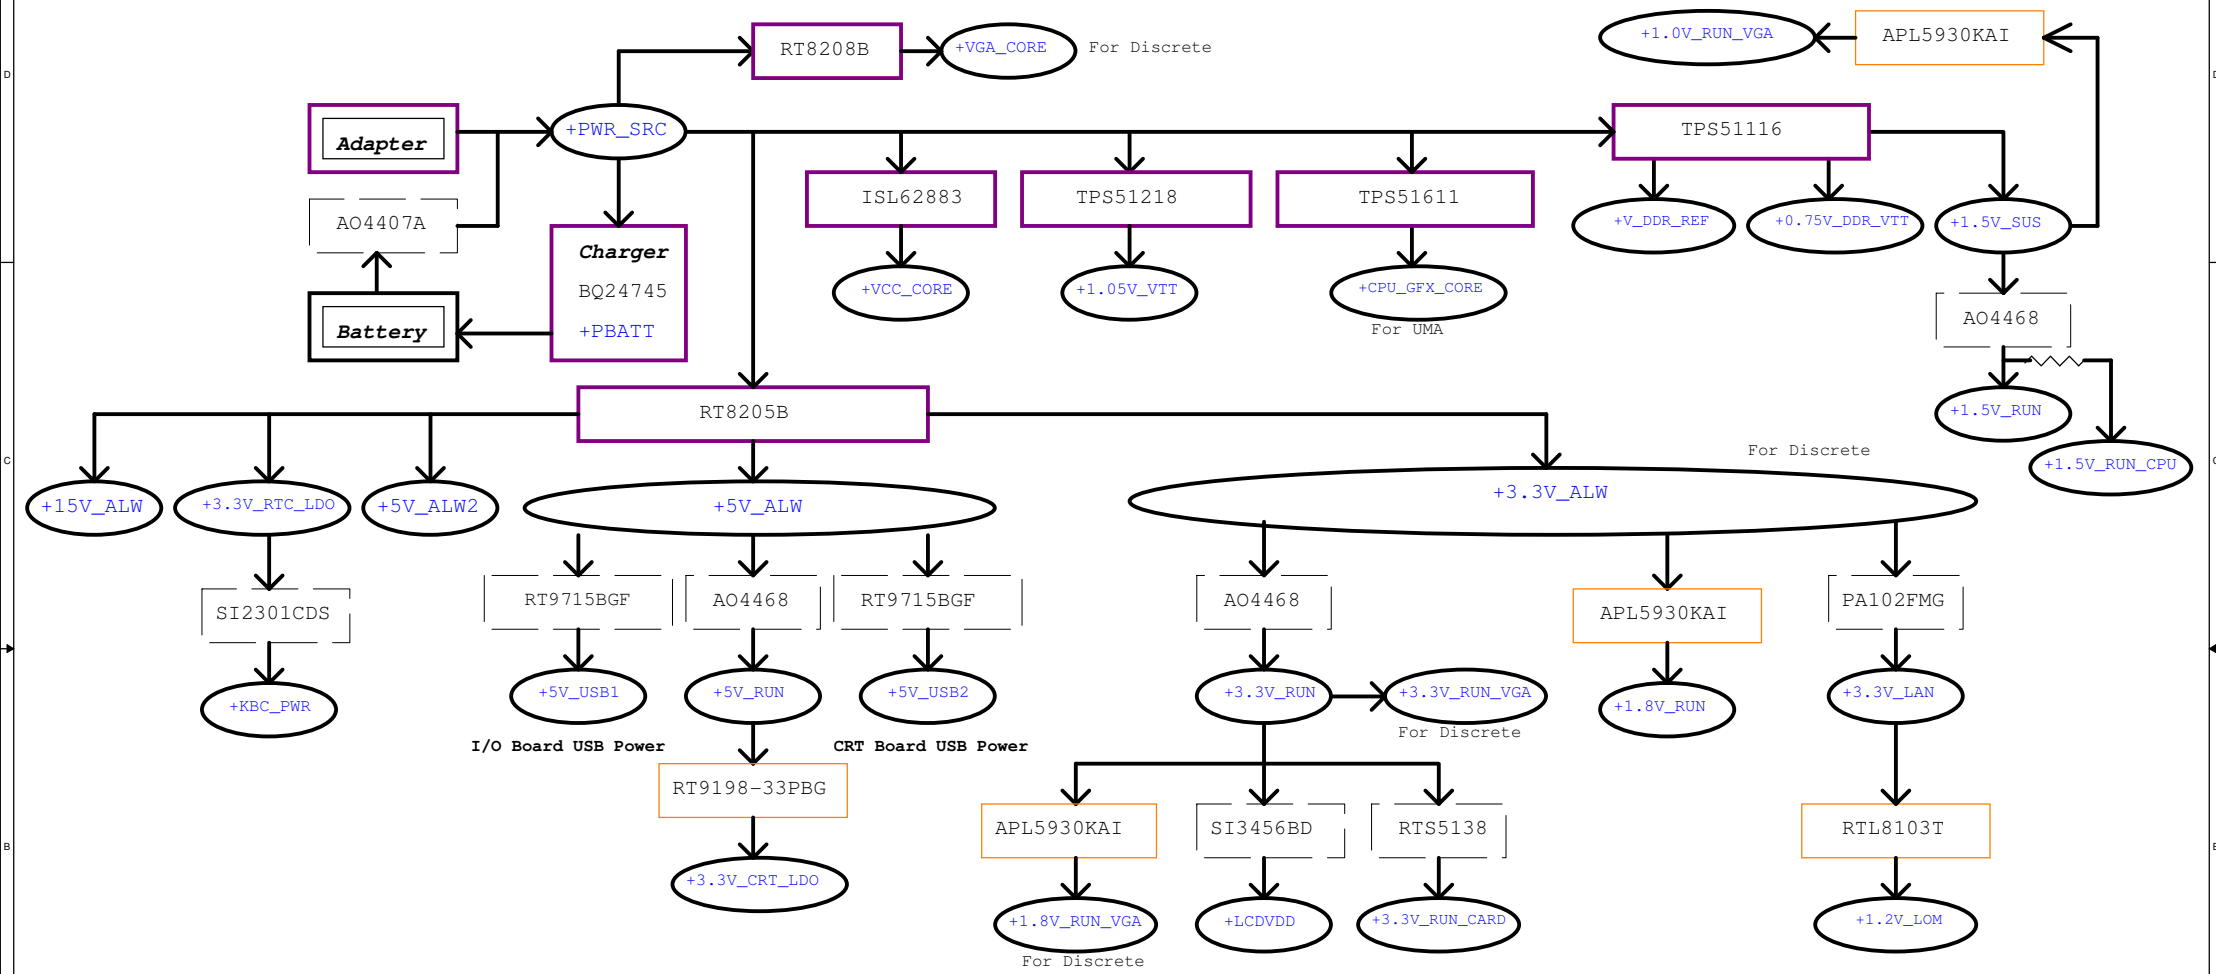 RT8208B
+VGA_CORE
For Discrete
+1.0V_RUN_VGA
APL5930KAI
D
D
Adapter
+PWR_SRC
TPS51116
AO4407A
ISL62883
TPS51218
TPS51611
+V_DDR_REF
+0.75V_DDR_VTT
+1.5V_SUS
Charger
BQ24745
+PBATT
Battery
+VCC_CORE
+1.05V_VTT
+CPU_GFX_CORE
For UMA
AO4468
+1.5V_RUN
+1.5V_RUN_CPU
RT8205B
For Discrete
C
C
+15V_ALW
+3.3V_RTC_LDO
+5V_ALW2
+5V_ALW
+3.3V_ALW
SI2301CDS
RT9715BGF
AO4468
RT9715BGF
AO4468
APL5930KAI
PA102FMG
+KBC_PWR
+5V_USB1
+5V_RUN
+5V_USB2
+3.3V_RUN
+3.3V_RUN_VGA
For Discrete
+1.8V_RUN
+3.3V_LAN
I/O Board USB Power
CRT Board USB Power
RT9198-33PBG
APL5930KAI
SI3456BD
RTS5138
RTL8103T
B
B
+3.3V_CRT_LDO
+1.8V_RUN_VGA
For Discrete
+LCDVDD
+3.3V_RUN_CARD
+1.2V_LOM